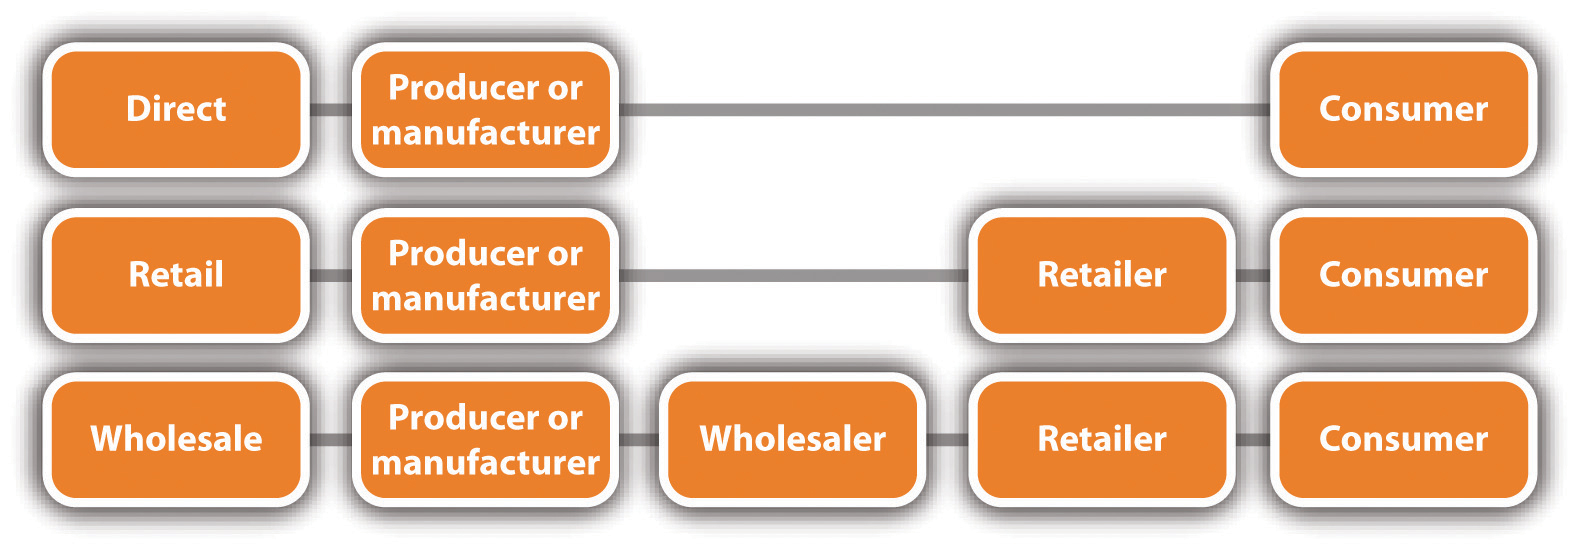 Direct
Producer or
manufacturer
Consumer
Retail
Producer or
manufacturer
Retailer
Consumer
Wholesale
Producer or
manufacturer
Wholesaler
Retailer
Consumer